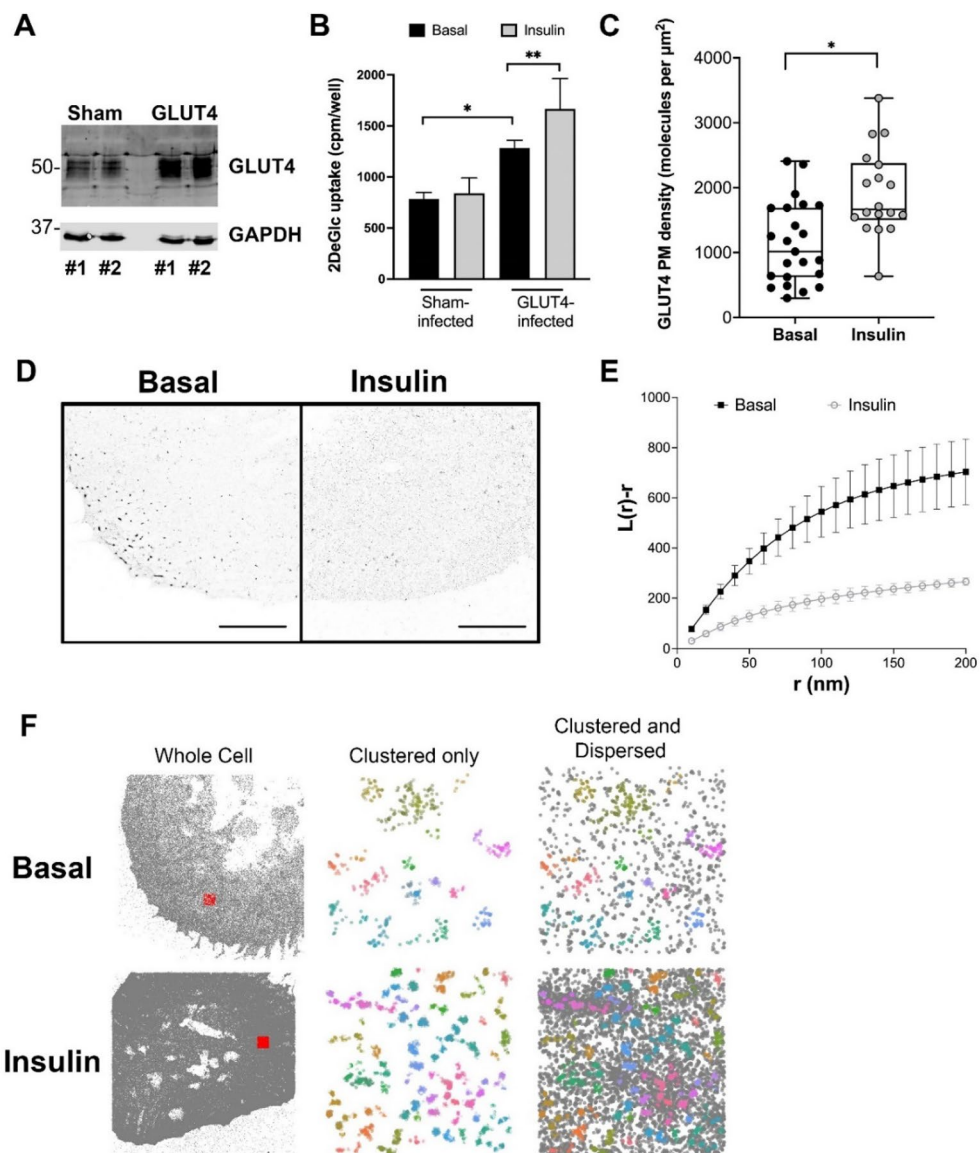 A
Sham GLUT4
50-
GLUT4
37-
GAPDH
#1 #2 #1 #2
B
Basal Insulin
2DeGlc uptake (cpm/well)
2000
1500
1000
500
0
*
**
Sham-
infected
GLUT4-
infected
C
GLUT4 PM density (molecules per µm²)
4000
3000
2000
1000
0
*
Basal Insulin
D
Basal Insulin
E
Basal Insulin
L(r)-r
1000
800
600
400
200
0
0 50 100 150 200
r (nm)
F
Whole Cell
Clustered only
Clustered and
Dispersed
Basal
Insulin